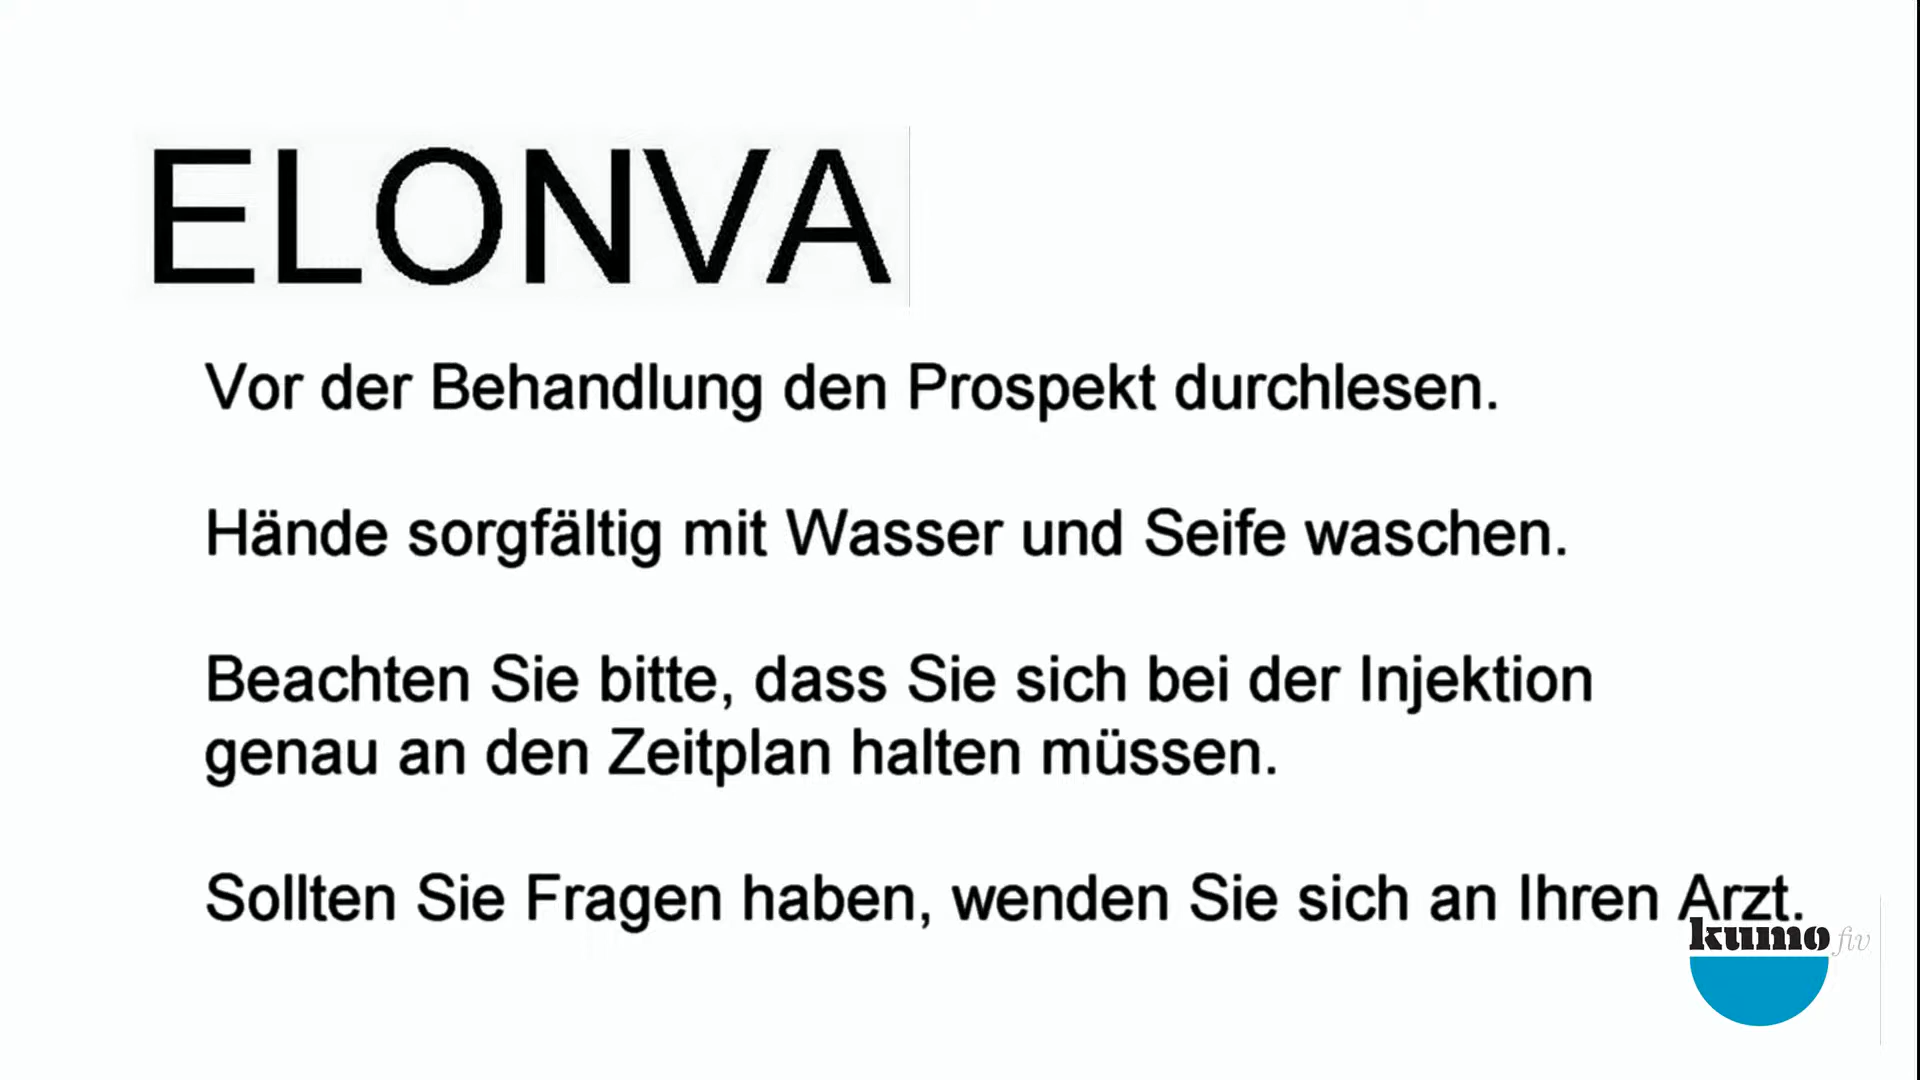 ELONVA
Vor der Behandlung den Prospekt durchlesen.
Hände sorgfältig mit Wasser und Seife waschen.
Beachten Sie bitte, dass Sie sich bei der Injektion
genau an den Zeitplan halten müssen.
Sollten Sie Fragen haben, wenden Sie sich an Ihren Arzt.
kumo fiv